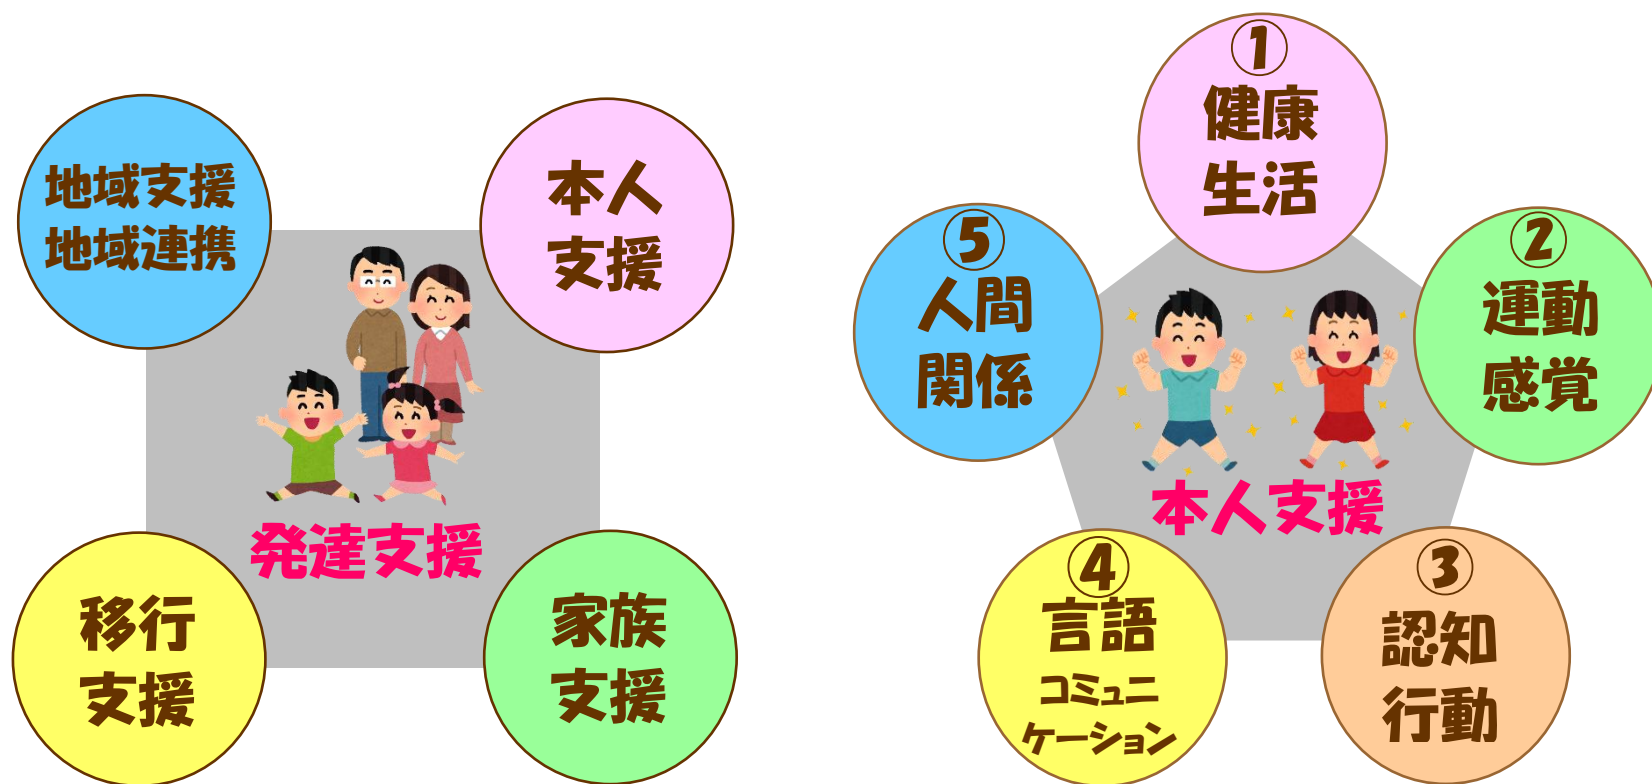 地域支援
地域連携
本人
支援
発達支援
移行
支援
家族
支援
①
健康
生活
②
運動
感覚
③
認知
行動
④
言語
コミュニ
ケーション
⑤
人間
関係
本人支援